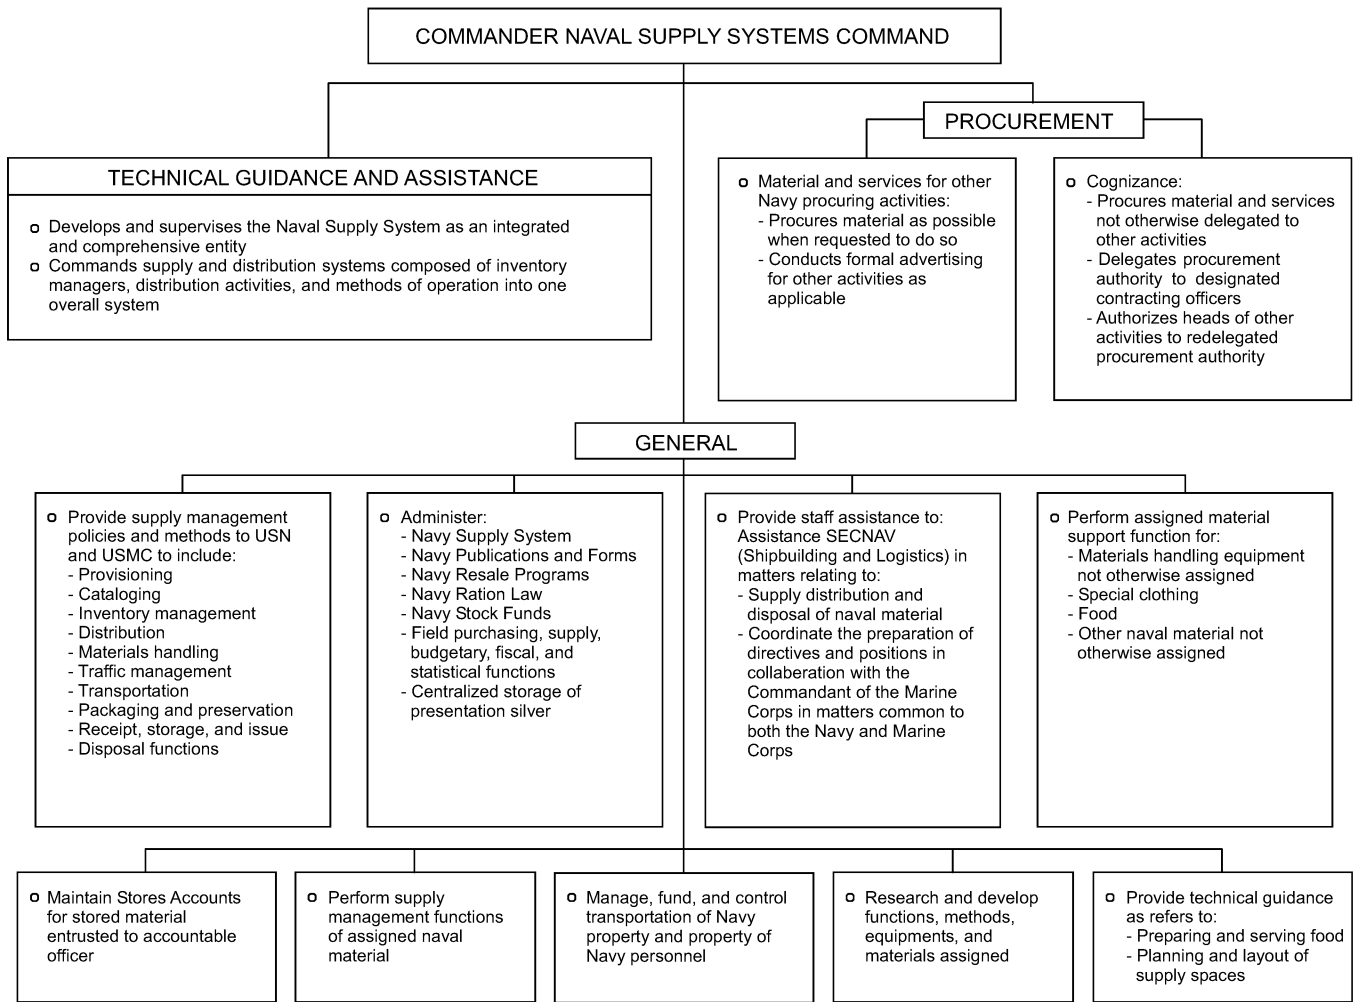 COMMANDER NAVAL SUPPLY SYSTEMS COMMAND
PROCUREMENT
TECHNICAL GUIDANCE AND ASSISTANCE
Develops and supervises the Naval Supply System as an integrated
and comprehensive entity
Commands supply and distribution systems composed of inventory
managers, distribution activities, and methods of operation into one
overall system
Material and services for other
Navy procuring activities:
- Procures material as possible
when requested to do so
- Conducts formal advertising
for other activities as
applicable
Cognizance:
- Procures material and services
not otherwise delegated to
other activities
- Delegates procurement
authority to designated
contracting officers
- Authorizes heads of other
activities to redelegated
procurement authority
GENERAL
Provide supply management
policies and methods to USN
and USMC to include:
- Provisioning
- Cataloging
- Inventory management
- Distribution
- Materials handling
- Traffic management
- Transportation
- Packaging and preservation
- Receipt, storage, and issue
- Disposal functions
Administer:
- Navy Supply System
- Navy Publications and Forms
- Navy Resale Programs
- Navy Ration Law
- Navy Stock Funds
- Field purchasing, supply,
budgetary, fiscal, and
statistical functions
- Centralized storage of
presentation silver
Provide staff assistance to:
Assistance SECNAV
(Shipbuilding and Logistics) in
matters relating to:
- Supply distribution and
disposal of naval material
- Coordinate the preparation of
directives and positions in
collaberation with the
Commandant of the Marine
Corps in matters common to
both the Navy and Marine
Corps
Perform assigned material
support function for:
- Materials handling equipment
not otherwise assigned
- Special clothing
- Food
- Other naval material not
otherwise assigned
Maintain Stores Accounts
for stored material
entrusted to accountable
officer
Perform supply
management functions
of assigned naval
material
Manage, fund, and control
transportation of Navy
property and property of
Navy personnel
Research and develop
functions, methods,
equipments, and
materials assigned
Provide technical guidance
as refers to:
- Preparing and serving food
- Planning and layout of
supply spaces